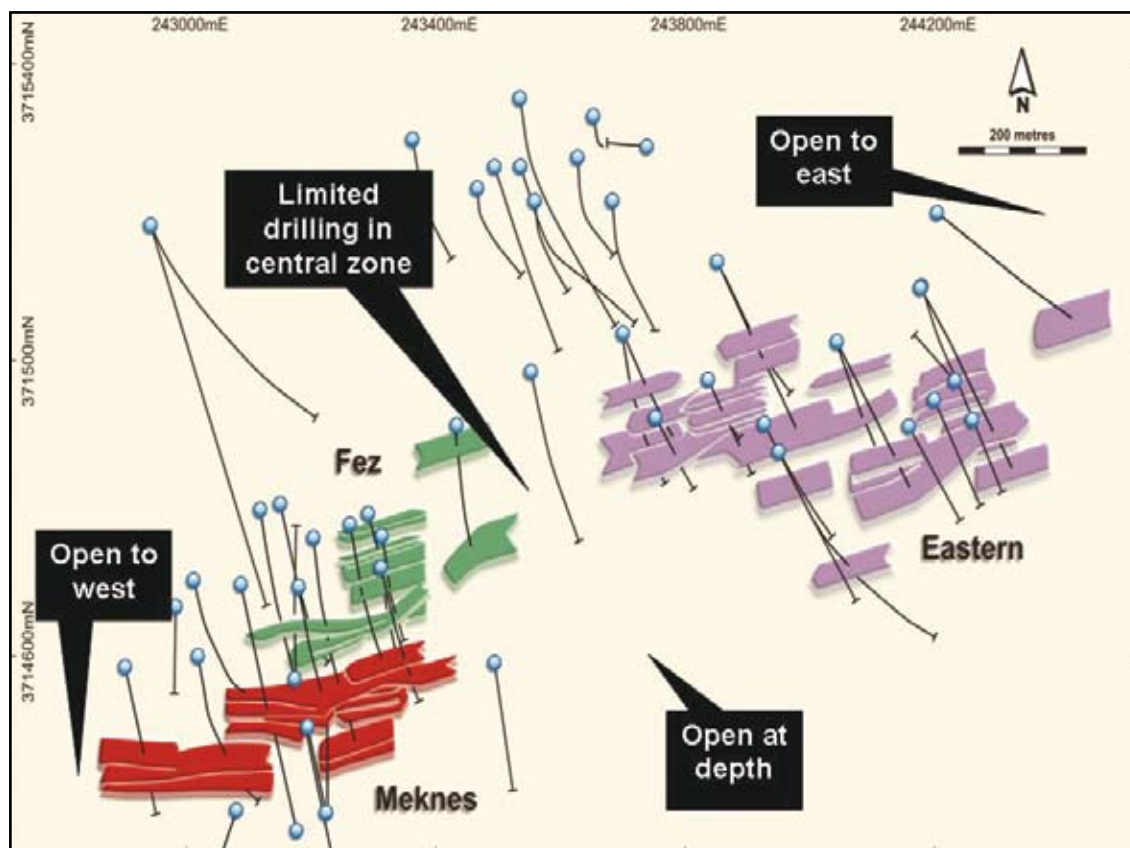 243000mE
243400mE
243800mE
244200mE
3715400mN
N
200 metres
Open to
east
Limited
drilling in
central zone
371500mN
Fez
Eastern
Open to
west
3714600mN
Open at
depth
Meknes